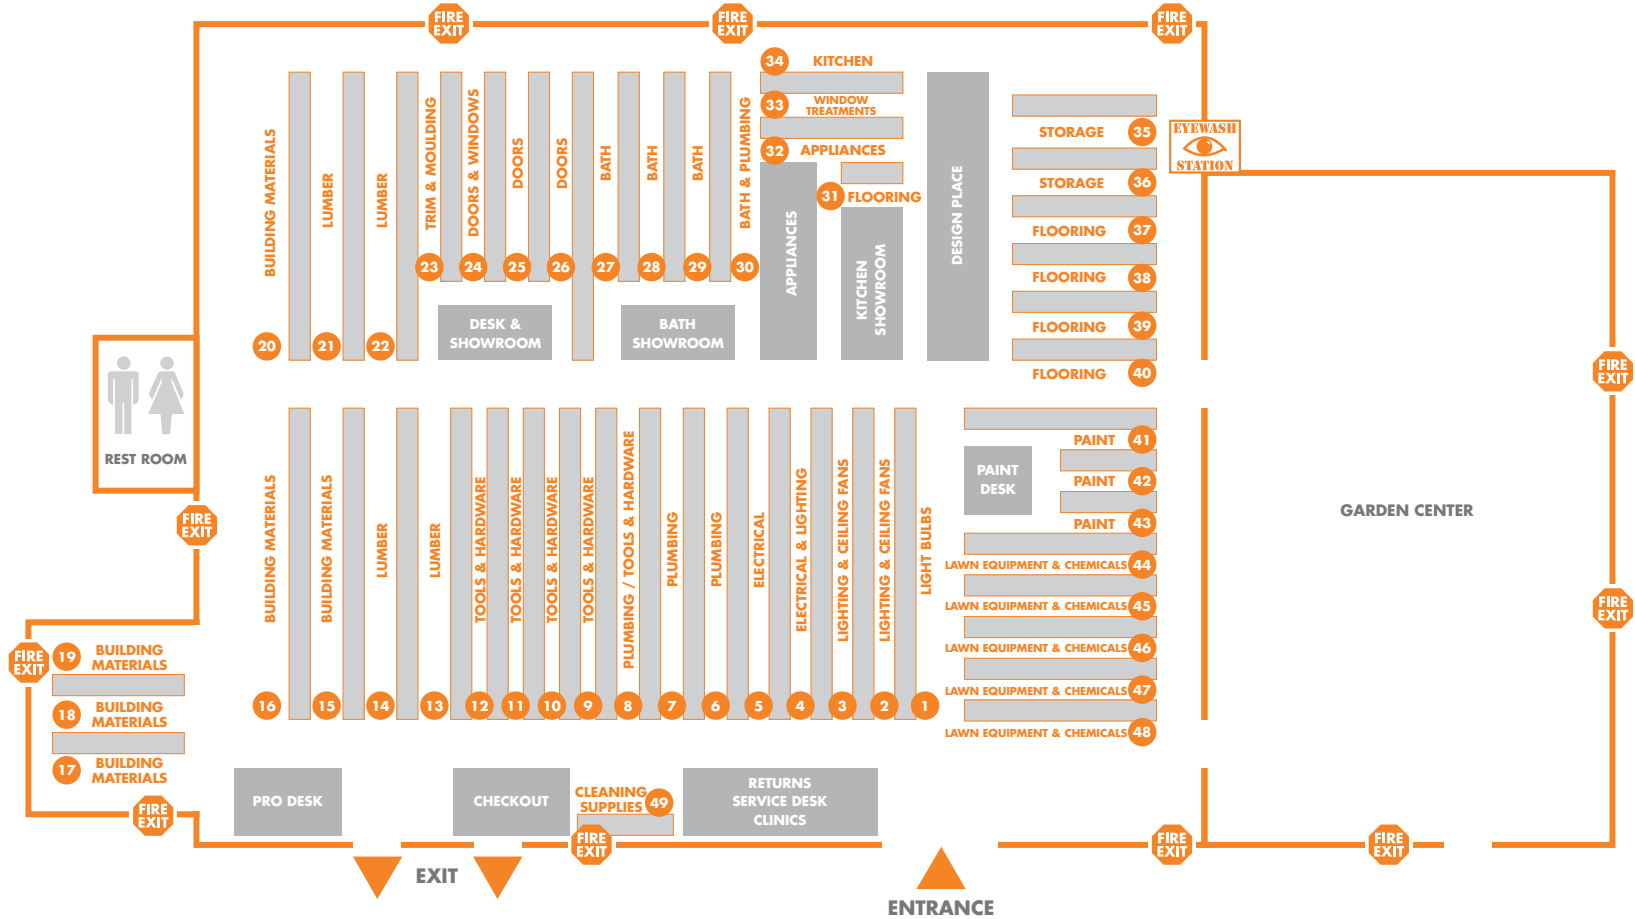 FIRE
EXIT
FIRE
EXIT
FIRE
EXIT
34 KITCHEN
33 WINDOW
TREATMENTS
32 APPLIANCES
31 FLOORING
BUILDING MATERIALS
LUMBER
LUMBER
TRIM & MOULDING
DOORS & WINDOWS
DOORS
DOORS
BATH
BATH
BATH
BATH & PLUMBING
20
21
22
23
24
25
26
27
28
29
30
DESK &
SHOWROOM
BATH
SHOWROOM
APPLIANCES
KITCHEN
SHOWROOM
DESIGN PLACE
STORAGE 35
STORAGE 36
FLOORING 37
FLOORING 38
FLOORING 39
FLOORING 40
EYEWASH
STATION
REST ROOM
FIRE
EXIT
FIRE
EXIT
BUILDING MATERIALS
BUILDING MATERIALS
LUMBER
LUMBER
TOOLS & HARDWARE
TOOLS & HARDWARE
TOOLS & HARDWARE
TOOLS & HARDWARE
PLUMBING / TOOLS & HARDWARE
PLUMBING
PLUMBING
ELECTRICAL
ELECTRICAL & LIGHTING
LIGHTING & CEILING FANS
LIGHTING & CEILING FANS
LIGHT BULBS
16
15
14
13
12
11
10
9
8
7
6
5
4
3
2
1
PAINT
DESK
PAINT 41
PAINT 42
PAINT 43
LAWN EQUIPMENT & CHEMICALS 44
LAWN EQUIPMENT & CHEMICALS 45
LAWN EQUIPMENT & CHEMICALS 46
LAWN EQUIPMENT & CHEMICALS 47
LAWN EQUIPMENT & CHEMICALS 48
GARDEN CENTER
FIRE
EXIT
FIRE
EXIT
19 BUILDING
MATERIALS
18 BUILDING
MATERIALS
17 BUILDING
MATERIALS
FIRE
EXIT
PRO DESK
CHECKOUT
CLEANING
SUPPLIES 49
RETURNS
SERVICE DESK
CLINICS
FIRE
EXIT
FIRE
EXIT
FIRE
EXIT
EXIT
ENTRANCE